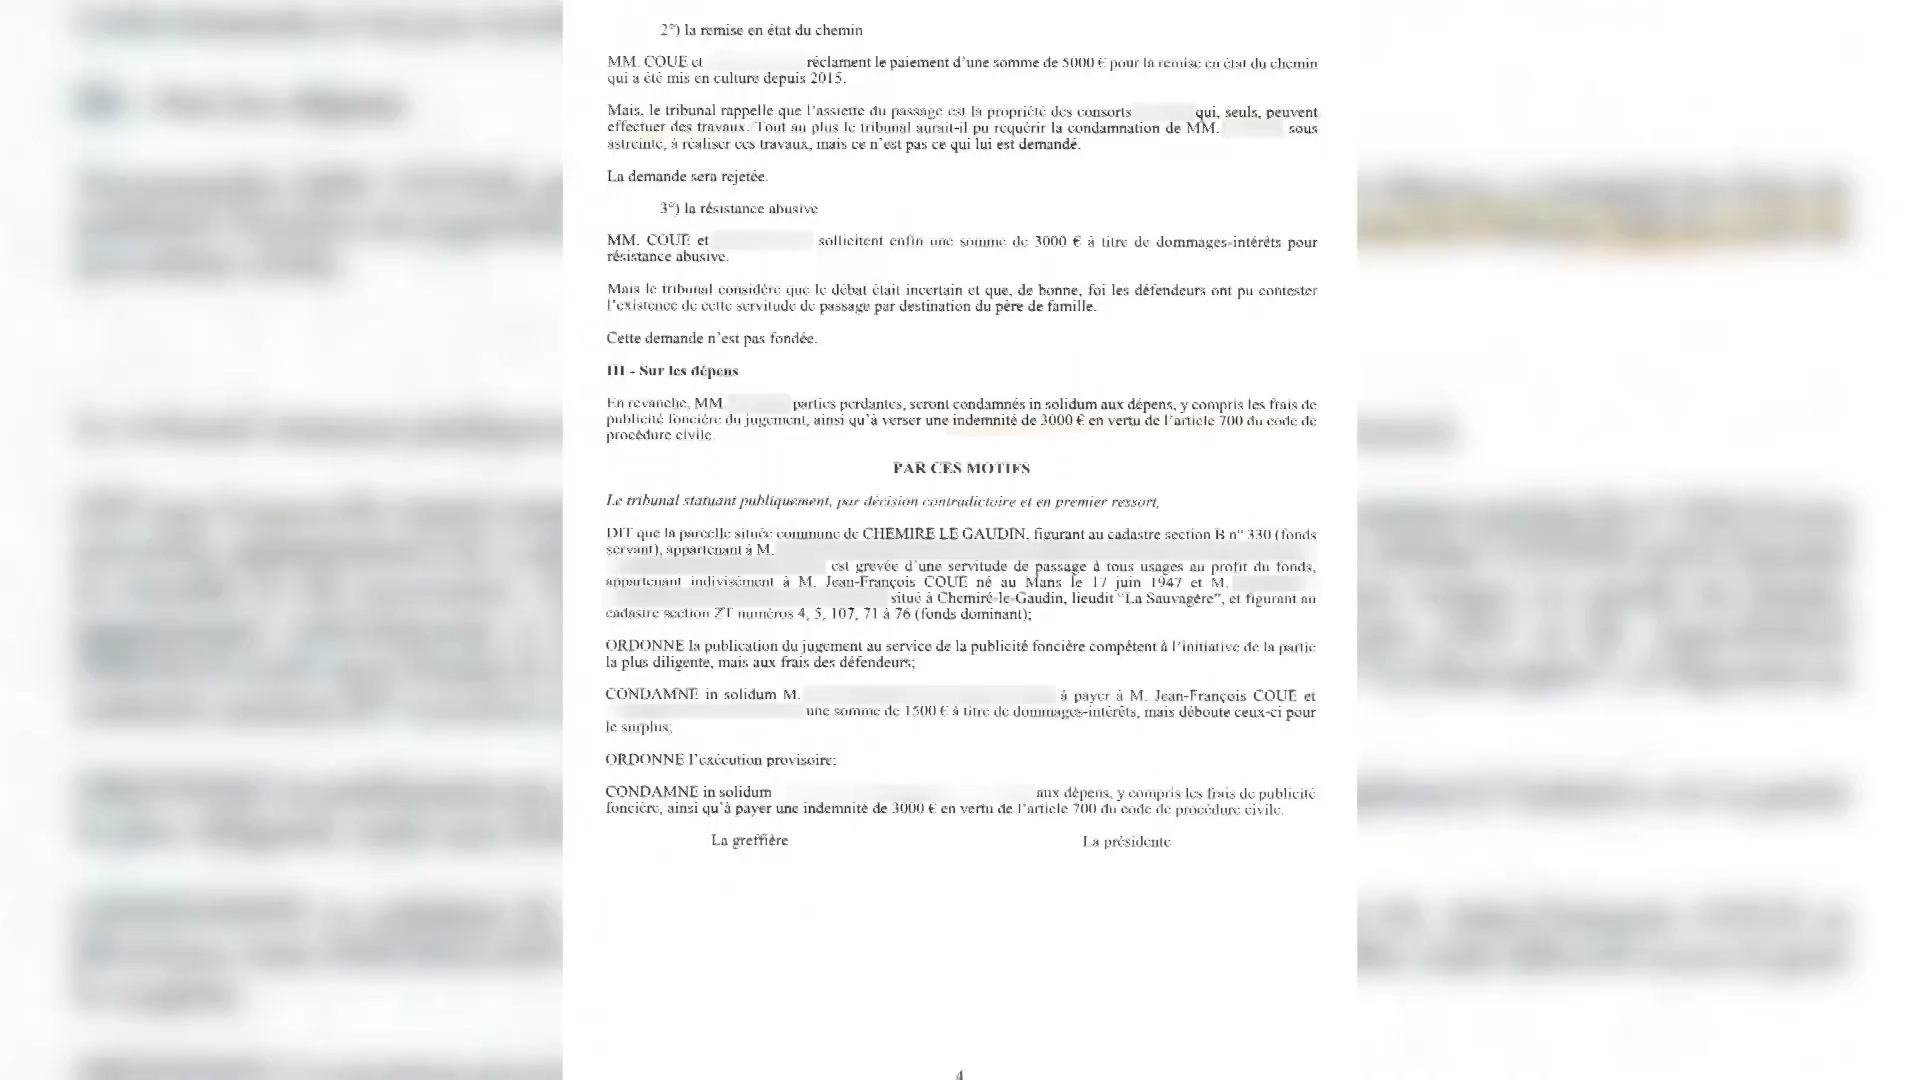 2°) la remise en état du chemin
MM. COUE et réclament le paiement d'une somme de 5000 € pour la remise en état du chemin
qui a été mis en culture depuis 2015.
Mais, le tribunal rappelle que l'assiette du passage est la propriété des consorts qui, seuls, peuvent
effectuer des travaux. Tout au plus le tribunal aurait-il pu requérir la condamnation de MM. sous
astreinte, à réaliser ces travaux, mais ce n'est pas ce qui lui est demandé.
La demande sera rejetée.
3°) la résistance abusive
MM. COUE et sollicitent enfin une somme de 3000 € à titre de dommages-intérêts pour
résistance abusive.
Mais le tribunal considère que le débat était incertain et que, de bonne, foi les défendeurs ont pu contester
l'existence de cette servitude de passage par destination du père de famille.
Cette demande n'est pas fondée.
III - Sur les dépens
En revanche, MM. parties perdantes, seront condamnés in solidum aux dépens, y compris les frais de
publicité foncière du jugement, ainsi qu'à verser une indemnité de 3000 € en vertu de l'article 700 du code de
procédure civile.
PAR CES MOTIFS
Le tribunal statuant publiquement, par décision contradictoire et en premier ressort,
DIT que la parcelle située commune de CHEMIRE LE GAUDIN, figurant au cadastre section B n° 330 (fonds
servant), appartenant à M.
est grevée d'une servitude de passage à tous usages au profit du fonds,
appartenant indivisément à M. Jean-François COUE né au Mans le 17 juin 1947 et M.
situé à Chemiré-le-Gaudin, lieudit "La Sauvagère", et figurant au
cadastre section ZT numéros 4, 5, 107, 71 à 76 (fonds dominant);
ORDONNE la publication du jugement au service de la publicité foncière compétent à l'initiative de la partie
la plus diligente, mais aux frais des défendeurs;
CONDAMNE in solidum M. à payer à M. Jean-François COUE et
une somme de 1500 € à titre de dommages-intérêts, mais déboute ceux-ci pour
le surplus;
ORDONNE l'exécution provisoire;
CONDAMNE in solidum aux dépens, y compris les frais de publicité
foncière, ainsi qu'à payer une indemnité de 3000 € en vertu de l'article 700 du code de procédure civile.
La greffière La présidente
4